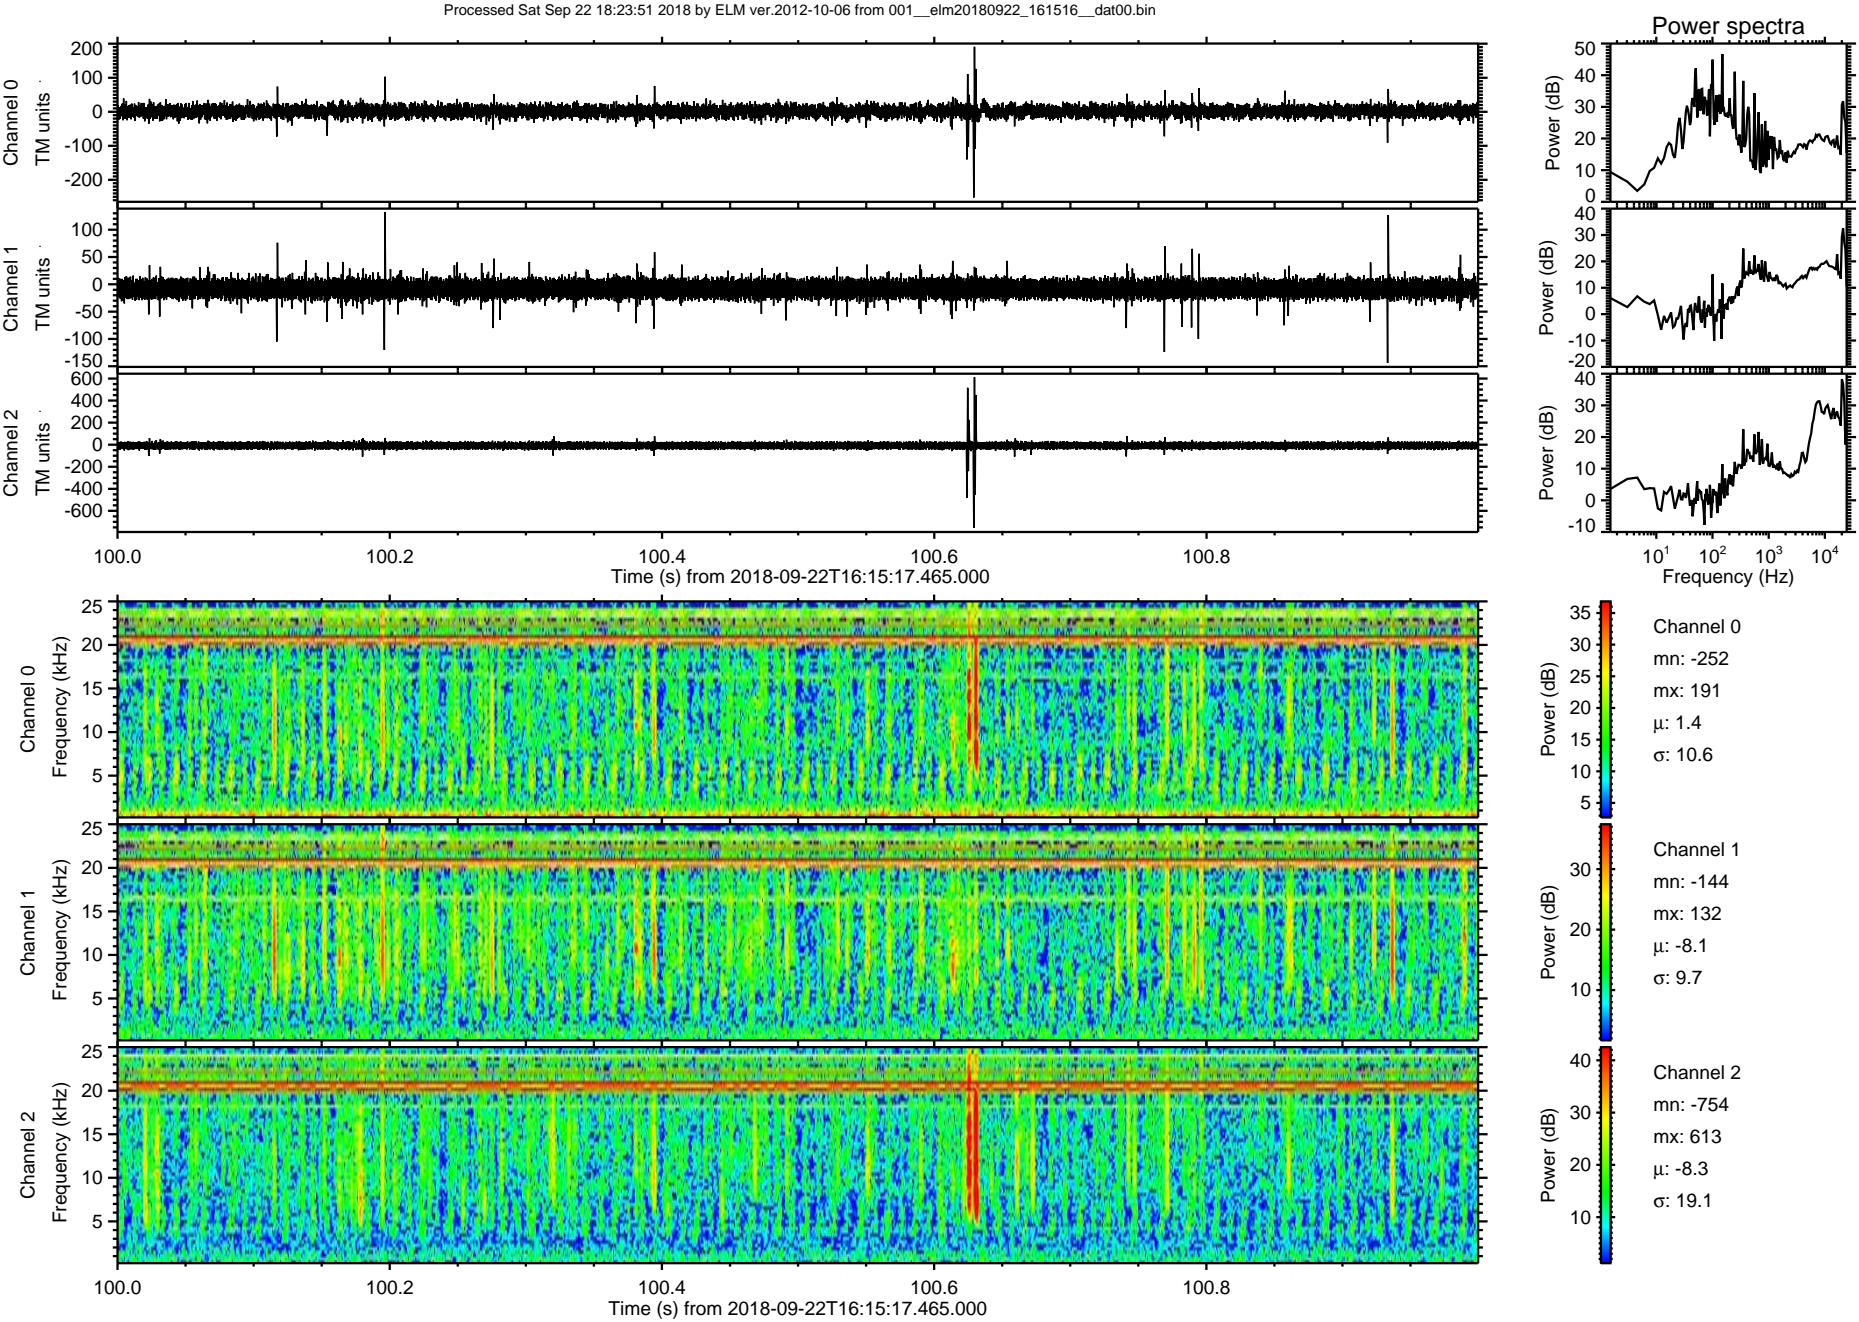 Processed Sat Sep 22 18:23:51 2018 by ELM ver.2012-10-06 from 001__elm20180922_161516__dat00.bin
Power spectra
Channel 0
TM units
200
100
0
-100
-200
Power (dB)
50
40
30
20
10
0
Channel 1
TM units
100
50
0
-50
-100
-150
Power (dB)
40
30
20
10
0
-10
-20
Channel 2
TM units
600
400
200
0
-200
-400
-600
Power (dB)
40
30
20
10
0
-10
100.0 100.2 100.4 100.6 100.8
Time (s) from 2018-09-22T16:15:17.465.000
10¹ 10² 10³ 10⁴
Frequency (Hz)
Channel 0
Frequency (kHz)
25
20
15
10
5
Power (dB)
35
30
25
20
15
10
5
Channel 0
mn: -252
mx: 191
μ: 1.4
σ: 10.6
Channel 1
Frequency (kHz)
25
20
15
10
5
Power (dB)
30
20
10
Channel 1
mn: -144
mx: 132
μ: -8.1
σ: 9.7
Channel 2
Frequency (kHz)
25
20
15
10
5
Power (dB)
40
30
20
10
Channel 2
mn: -754
mx: 613
μ: -8.3
σ: 19.1
100.0 100.2 100.4 100.6 100.8
Time (s) from 2018-09-22T16:15:17.465.000